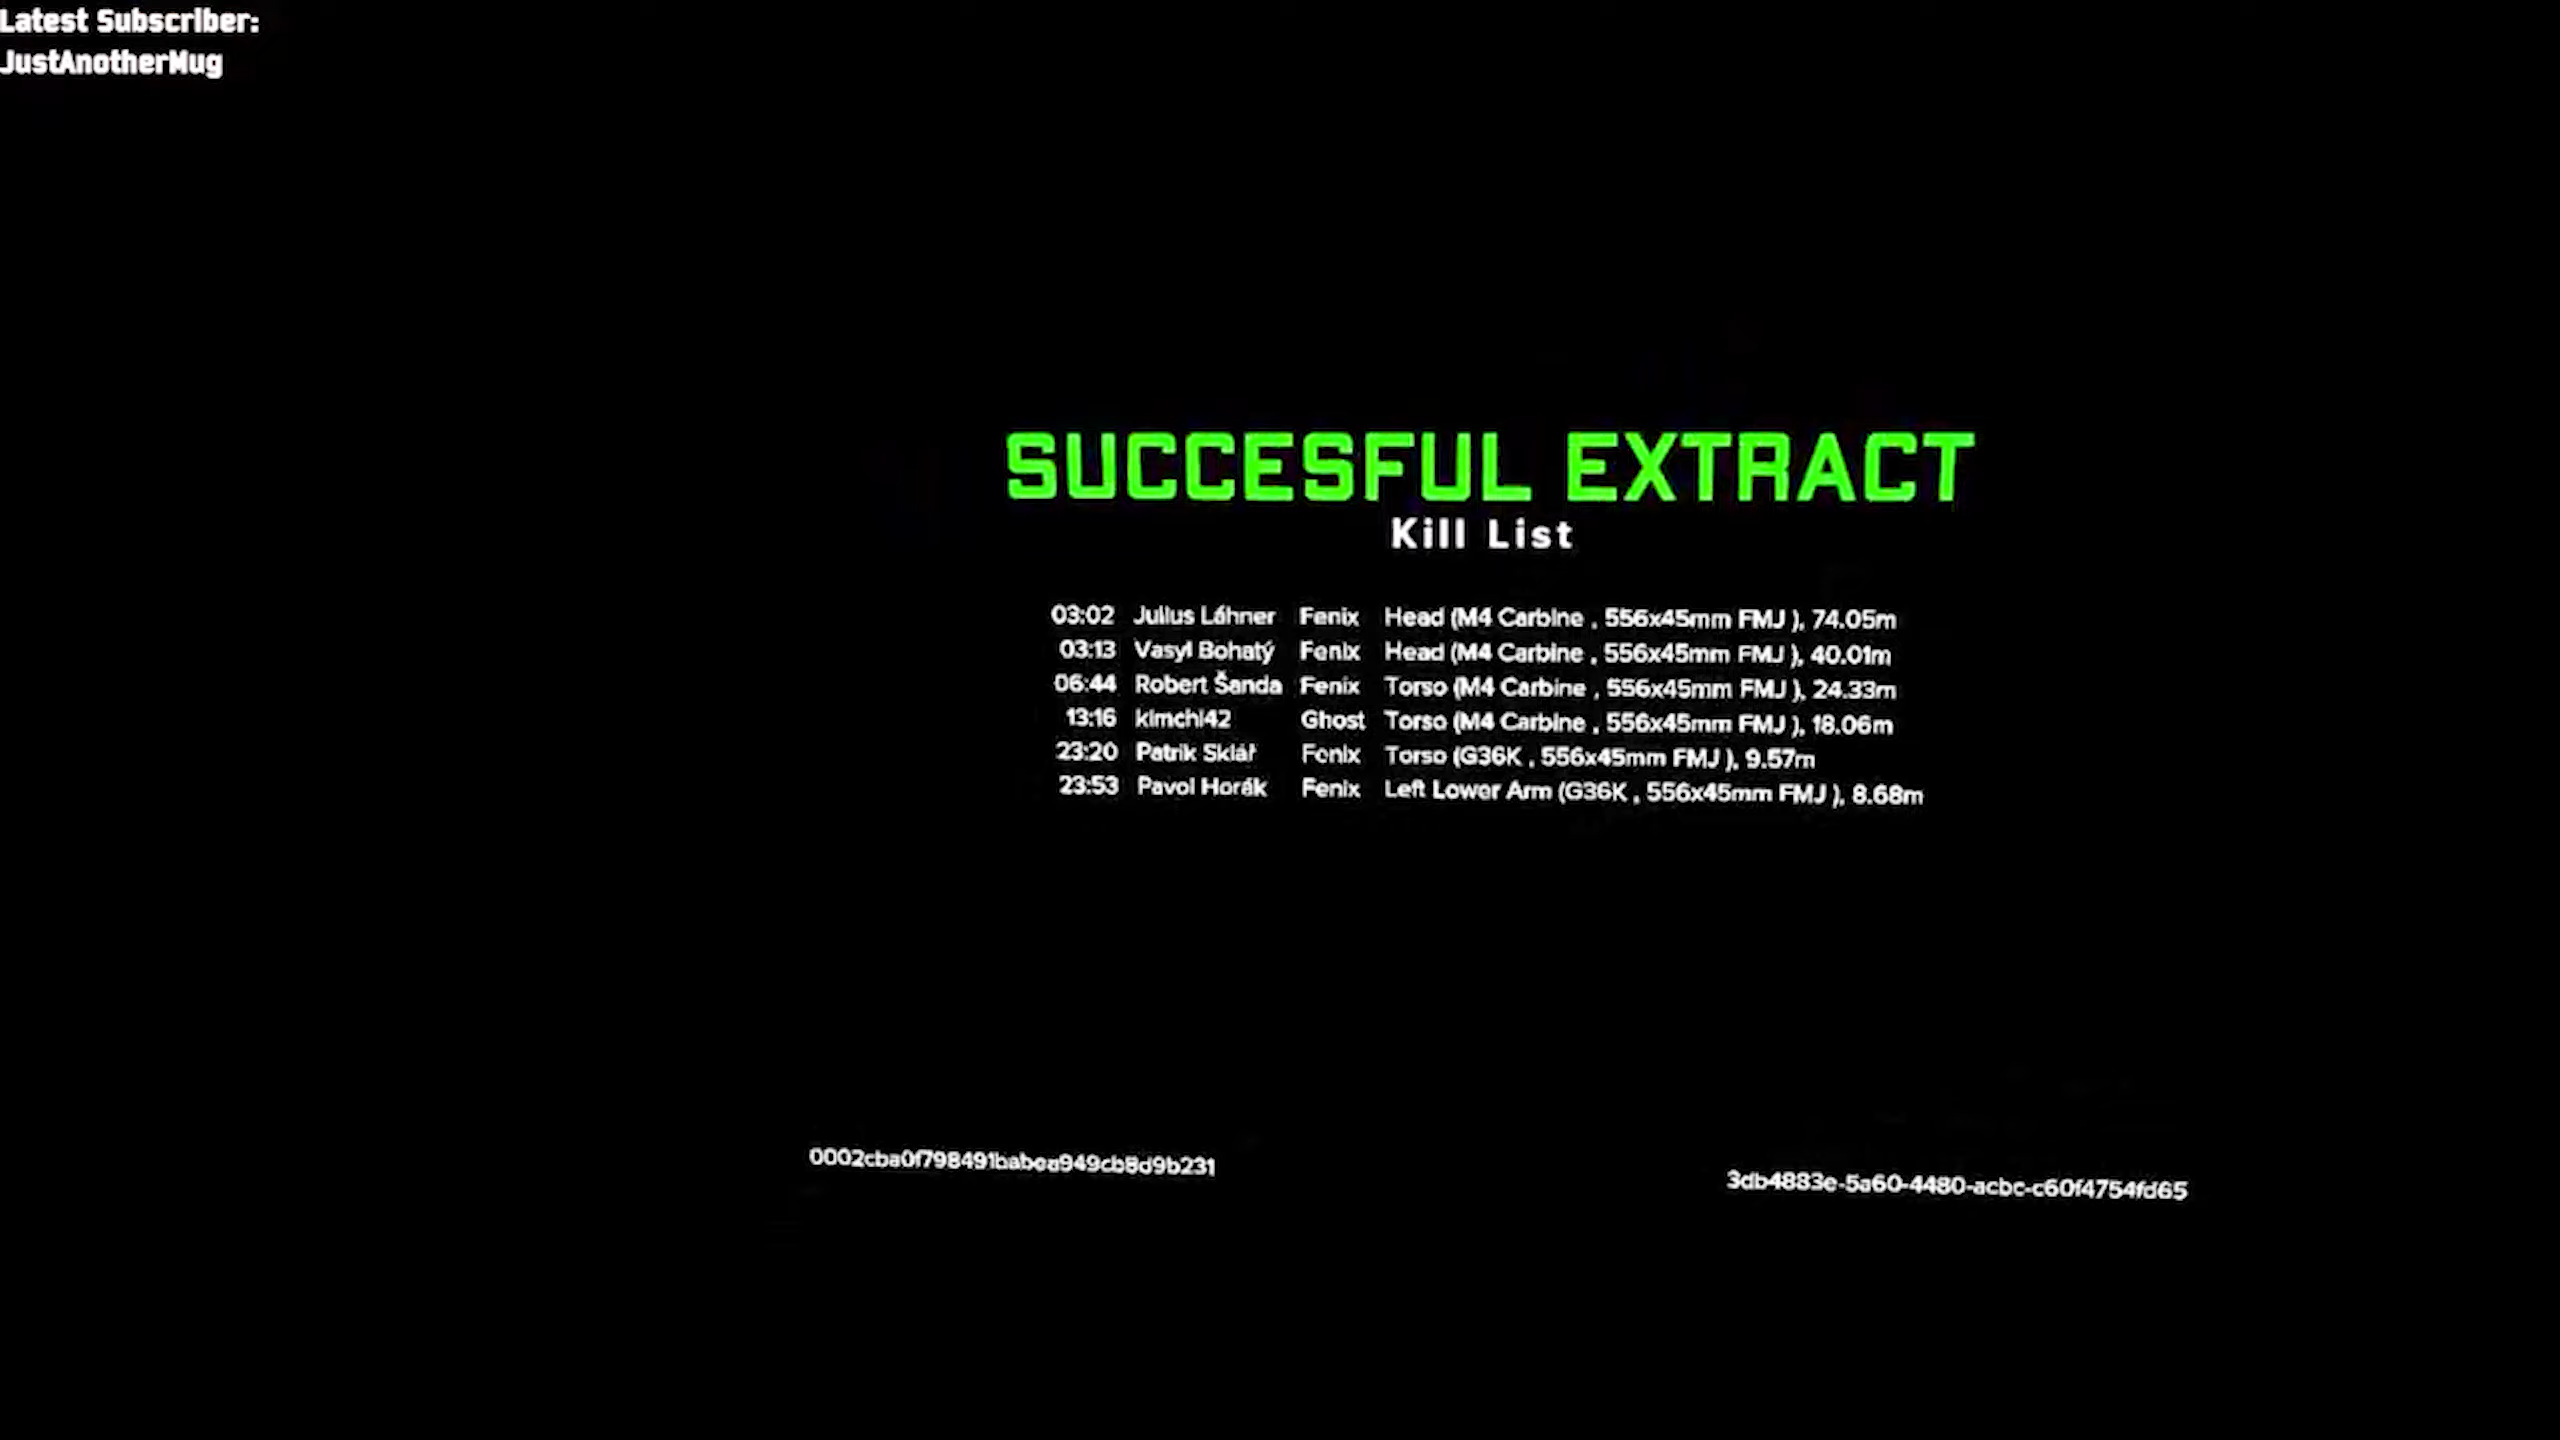 Latest Subscriber:
JustAnotherMug
SUCCESFUL EXTRACT
Kill List
03:02 Julius Láhner Fenix Head (M4 Carbine , 556x45mm FMJ ), 74.05m
03:13 Vasyl Bohatý Fenix Head (M4 Carbine , 556x45mm FMJ ), 40.01m
06:44 Robert Šanda Fenix Torso (M4 Carbine , 556x45mm FMJ ), 24.33m
13:16 kimchi42 Ghost Torso (M4 Carbine , 556x45mm FMJ ), 18.06m
23:20 Patrik Sklář Fenix Torso (G36K , 556x45mm FMJ ), 9.57m
23:53 Pavol Horák Fenix Left Lower Arm (G36K , 556x45mm FMJ ), 8.68m
0002cba0f798491babea949cb8d9b231
3db4883e-5a60-4480-acbc-c60f4754fd65